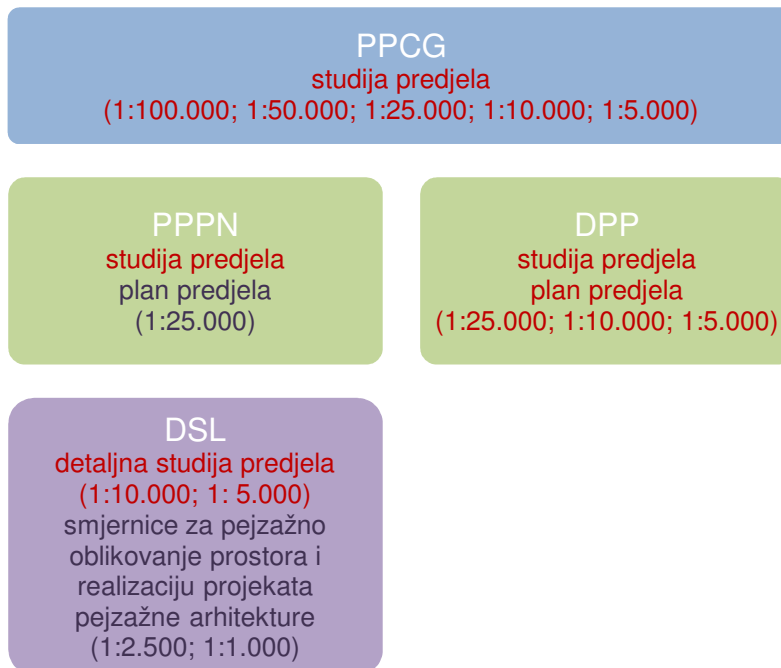 PPCG
studija predjela
(1:100.000; 1:50.000; 1:25.000; 1:10.000; 1:5.000)
PPPN
studija predjela
plan predjela
(1:25.000)
DPP
studija predjela
plan predjela
(1:25.000; 1:10.000; 1:5.000)
DSL
detaljna studija predjela
(1:10.000; 1: 5.000)
smjernice za pejzažno
oblikovanje prostora i
realizaciju projekata
pejzažne arhitekture
(1:2.500; 1:1.000)